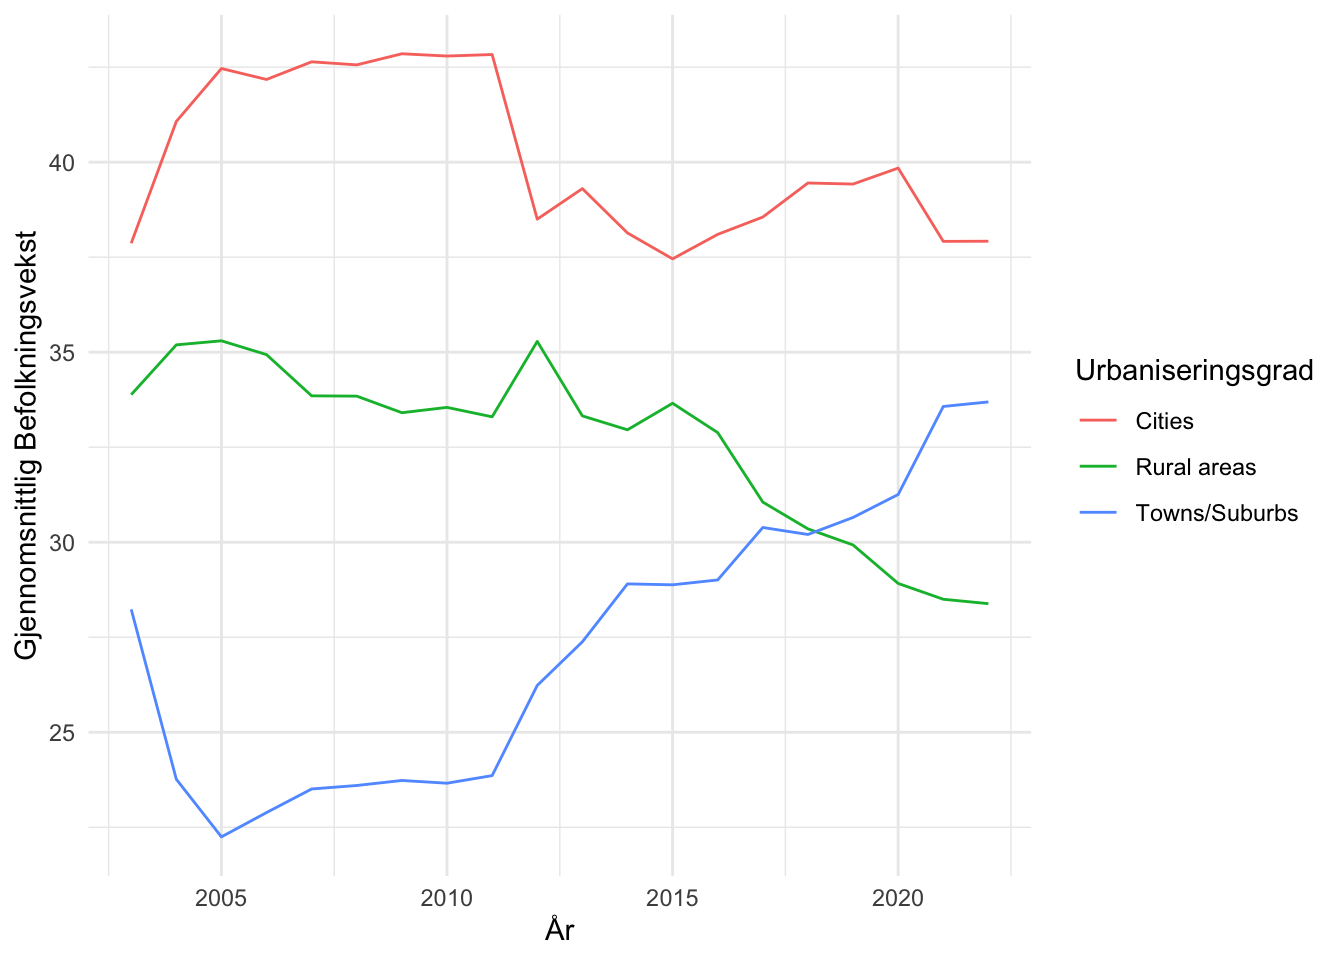 Gjennomsnittlig Befolkningsvekst
40
35
30
25
2005
2010
2015
2020
År
Urbaniseringsgrad
Cities
Rural areas
Towns/Suburbs